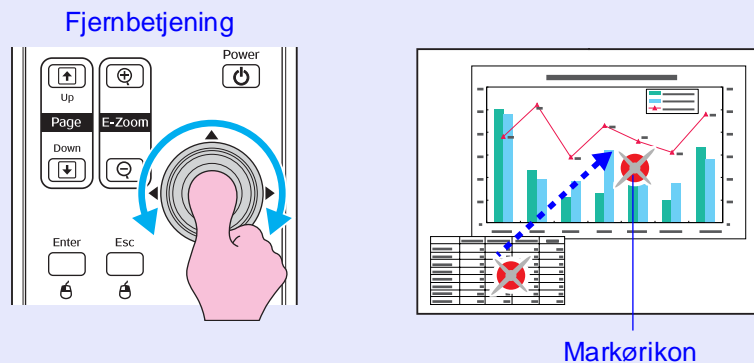 Fjernbetjening
Power
Up
Page
E-Zoom
Down
Enter
Esc
Markørikon